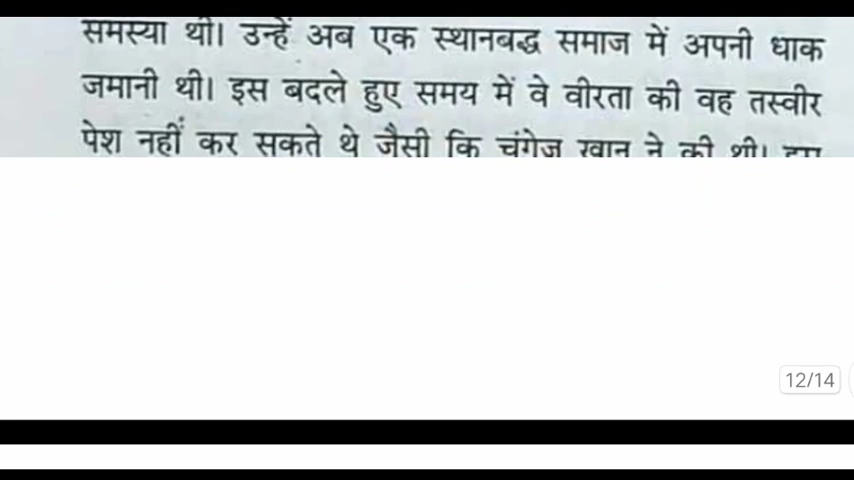 समस्या थी। उन्हें अब एक स्थानबद्ध समाज में अपनी धाक
जमानी थी। इस बदले हुए समय में वे वीरता की वह तस्वीर
पेश नहीं कर सकते थे जैसी कि चंगेज़ खान ने की थी।
12/14